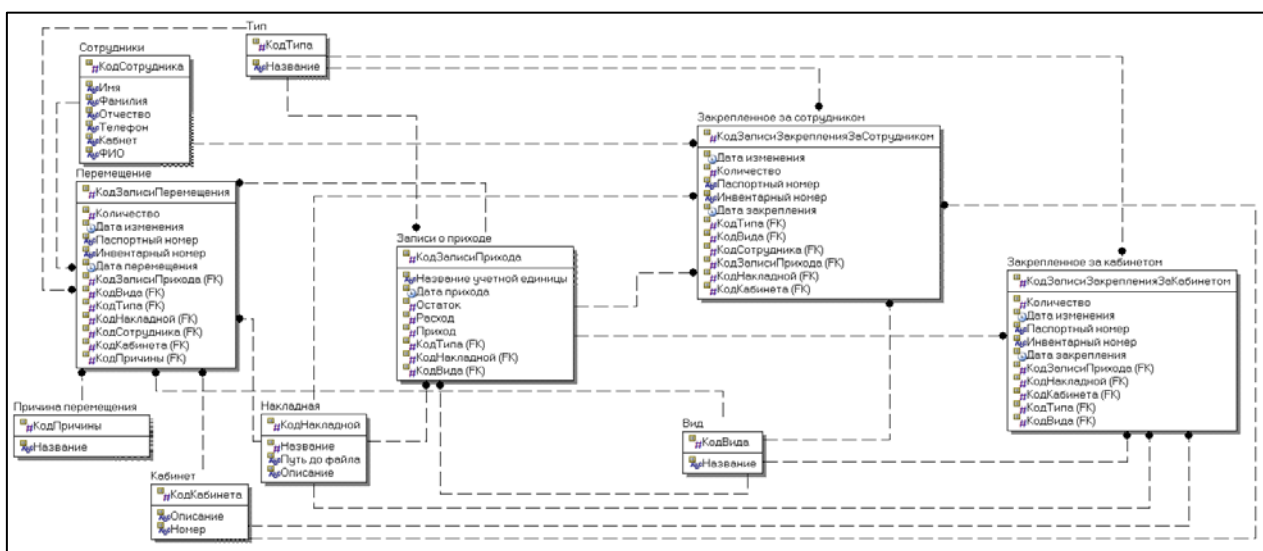 Тип
КодТипа
Название
Сотрудники
КодСотрудника
Имя
Фамилия
Отчество
Телефон
Кабнет
ФИО
Перемещение
КодЗаписиПеремещения
Количество
Дата изменения
Паспортный номер
Инвентарный номер
Дата перемещения
КодЗаписиПрихода (FK)
КодВида (FK)
КодТипа (FK)
КодНакладной (FK)
КодСотрудника (FK)
КодКабинета (FK)
КодПричины (FK)
Записи о приходе
КодЗаписиПрихода
Название учетной единицы
Дата прихода
Остаток
Расход
Приход
КодТипа (FK)
КодНакладной (FK)
КодВида (FK)
Закрепленное за сотрудником
КодЗаписиЗакрепленияЗаСотрудником
Дата изменения
Количество
Паспортный номер
Инвентарный номер
Дата закрепления
КодТипа (FK)
КодВида (FK)
КодСотрудника (FK)
КодЗаписиПрихода (FK)
КодНакладной (FK)
КодКабинета (FK)
Закрепленное за кабинетом
КодЗаписиЗакрепленияЗаКабинетом
Количество
Дата изменения
Паспортный номер
Инвентарный номер
Дата закрепления
КодЗаписиПрихода (FK)
КодНакладной (FK)
КодКабинета (FK)
КодТипа (FK)
КодВида (FK)
Причина перемещения
КодПричины
Название
Накладная
КодНакладной
Название
Путь до файла
Описание
Вид
КодВида
Название
Кабинет
КодКабинета
Описание
Номер